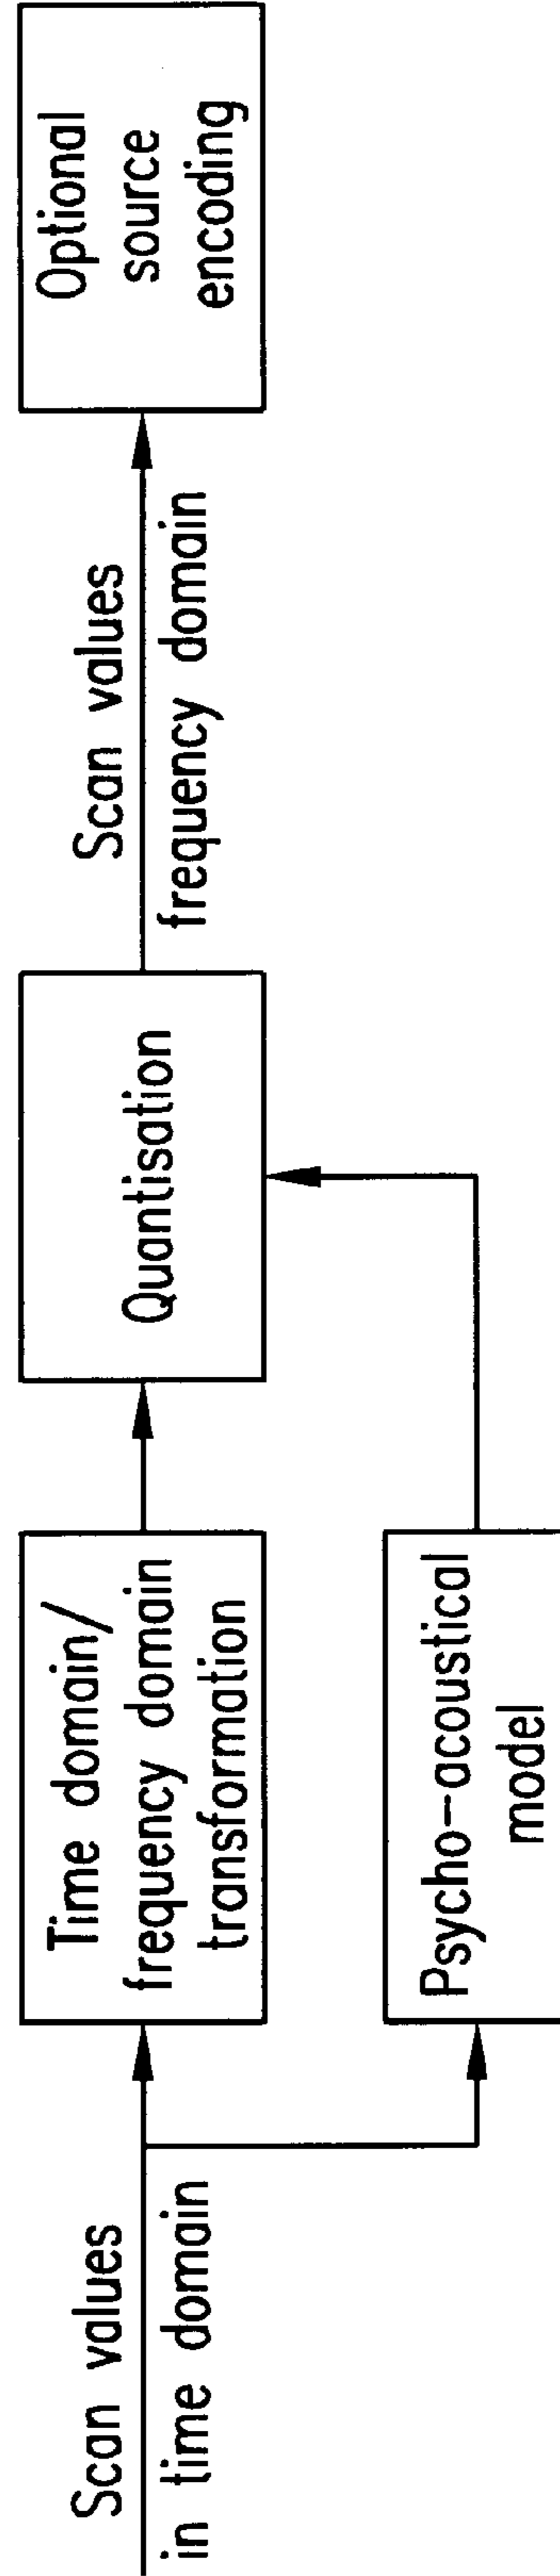 Scan values
in time domain
Time domain/
frequency domain
transformation
Psycho-acoustical
model
Quantisation
Scan values
frequency domain
Optional
source
encoding